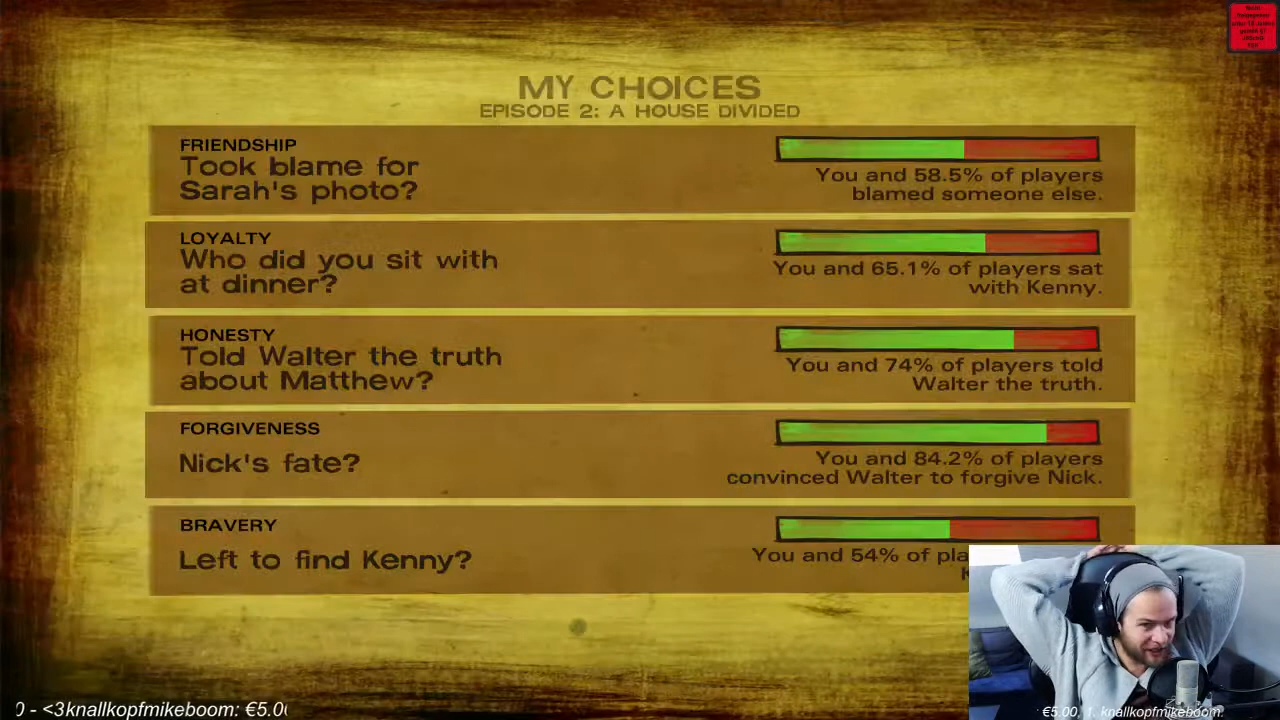 MY CHOICES
EPISODE 2: A HOUSE DIVIDED
FRIENDSHIP
Took blame for
Sarah's photo?
You and 58.5% of players
blamed someone else.
LOYALTY
Who did you sit with
at dinner?
You and 65.1% of players sat
with Kenny.
HONESTY
Told Walter the truth
about Matthew?
You and 74% of players told
Walter the truth.
FORGIVENESS
Nick's fate?
You and 84.2% of players
convinced Walter to forgive Nick.
BRAVERY
Left to find Kenny?
You and 54% of
) - <3knallkopfmikeboom: €5.0
€5.00, 1. knallkopfmikeboom: